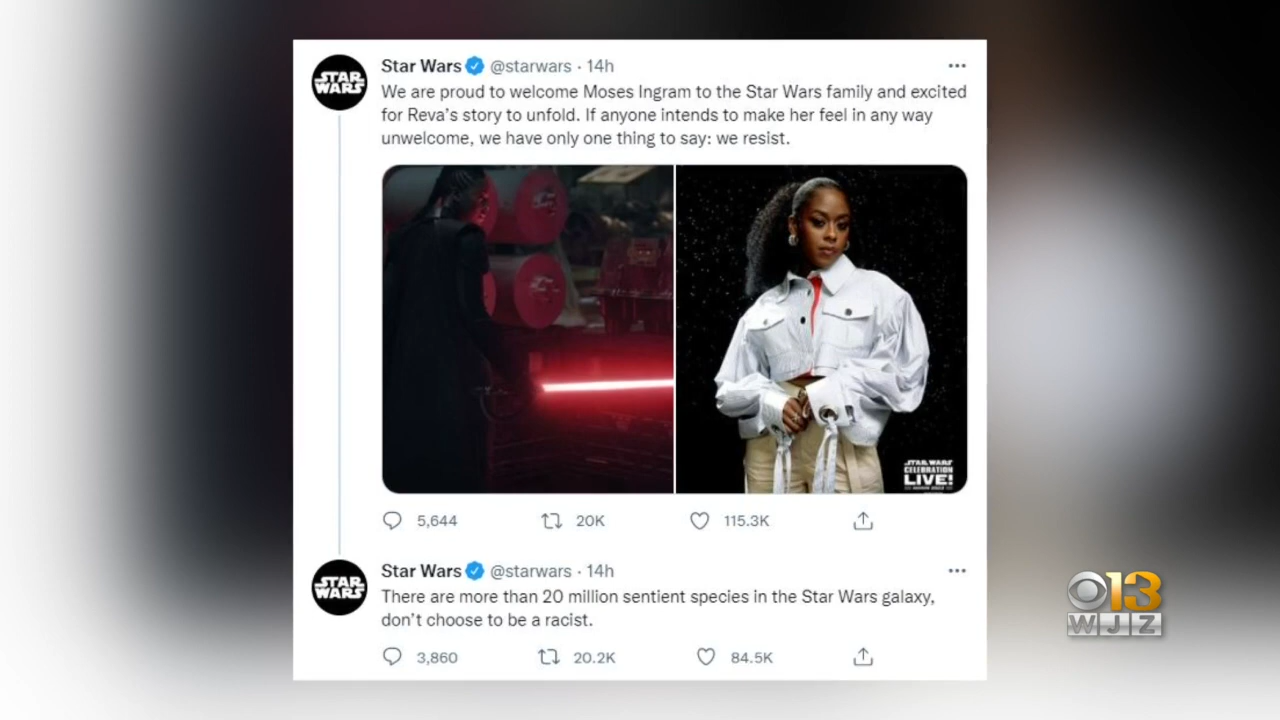 STAR WARS
Star Wars @starwars · 14h
We are proud to welcome Moses Ingram to the Star Wars family and excited
for Reva's story to unfold. If anyone intends to make her feel in any way
unwelcome, we have only one thing to say: we resist.
STAR WARS
CELEBRATION
LIVE!
5,644
20K
115.3K
STAR WARS
Star Wars @starwars · 14h
There are more than 20 million sentient species in the Star Wars galaxy,
don't choose to be a racist.
3,860
20.2K
84.5K
13
WJZ